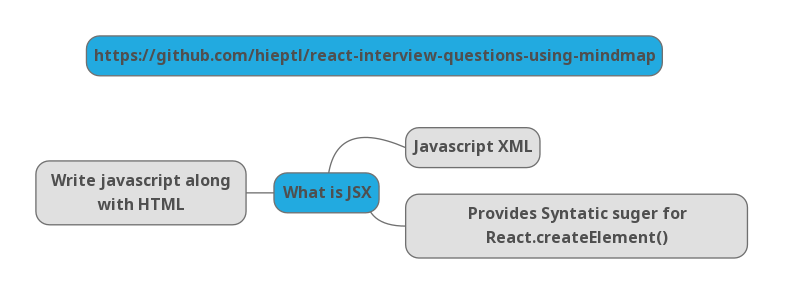 https://github.com/hieptl/react-interview-questions-using-mindmap
Javascript XML
Write javascript along
with HTML
What is JSX
Provides Syntatic suger for
React.createElement()